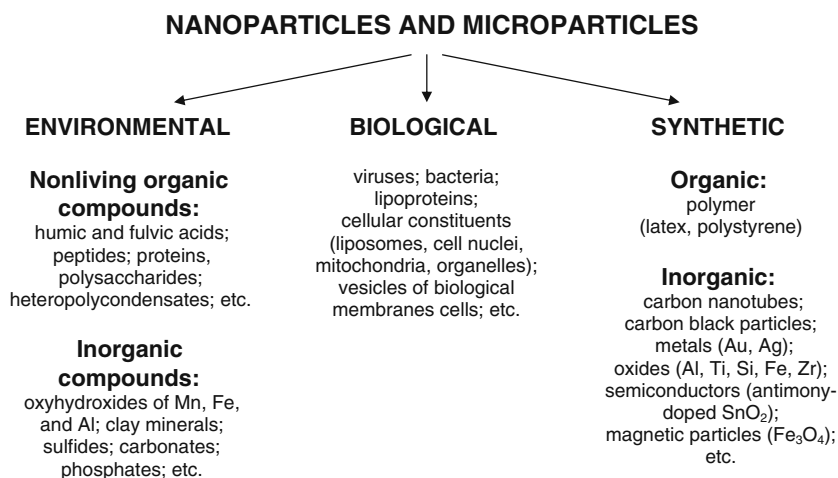 NANOPARTICLES AND MICROPARTICLES
ENVIRONMENTAL
Nonliving organic
compounds:
humic and fulvic acids;
peptides; proteins,
polysaccharides;
heteropolycondensates; etc.
Inorganic
compounds:
oxyhydroxides of Mn, Fe,
and Al; clay minerals;
sulfides; carbonates;
phosphates; etc.
BIOLOGICAL
viruses; bacteria;
lipoproteins;
cellular constituents
(liposomes, cell nuclei,
mitochondria, organelles);
vesicles of biological
membranes cells; etc.
SYNTHETIC
Organic:
polymer
(latex, polystyrene)
Inorganic:
carbon nanotubes;
carbon black particles;
metals (Au, Ag);
oxides (Al, Ti, Si, Fe, Zr);
semiconductors (antimony-
doped SnO₂);
magnetic particles (Fe₃O₄);
etc.